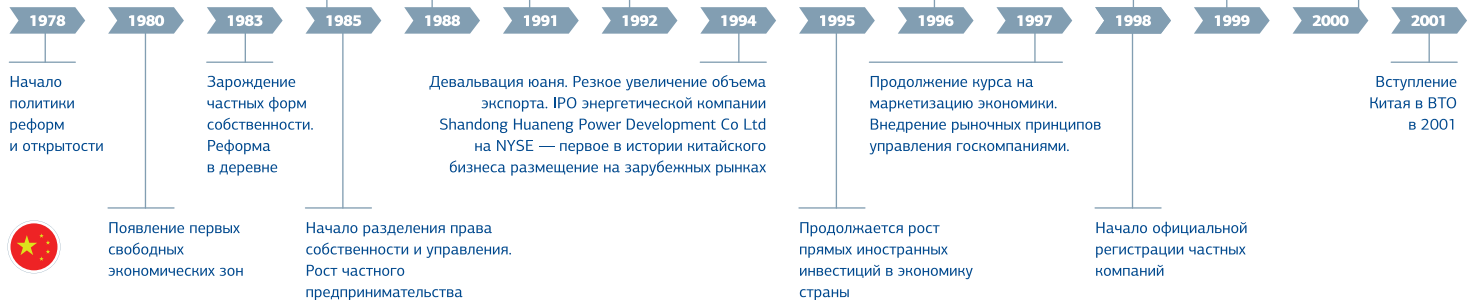 1978 1980 1983 1985 1988 1991 1992 1994 1995 1996 1997 1998 1999 2000 2001
Начало
политики
реформ
и открытости
Зарождение
частных форм
собственности.
Реформа
в деревне
Девальвация юаня. Резкое увеличение объема
экспорта. IPO энергетической компании
Shandong Huaneng Power Development Co Ltd
на NYSE — первое в истории китайского
бизнеса размещение на зарубежных рынках
Продолжение курса на
маркетизацию экономики.
Внедрение рыночных принципов
управления госкомпаниями.
Вступление
Китая в ВТО
в 2001
Появление первых
свободных
экономических зон
Начало разделения права
собственности и управления.
Рост частного
предпринимательства
Продолжается рост
прямых иностранных
инвестиций в экономику
страны
Начало официальной
регистрации частных
компаний